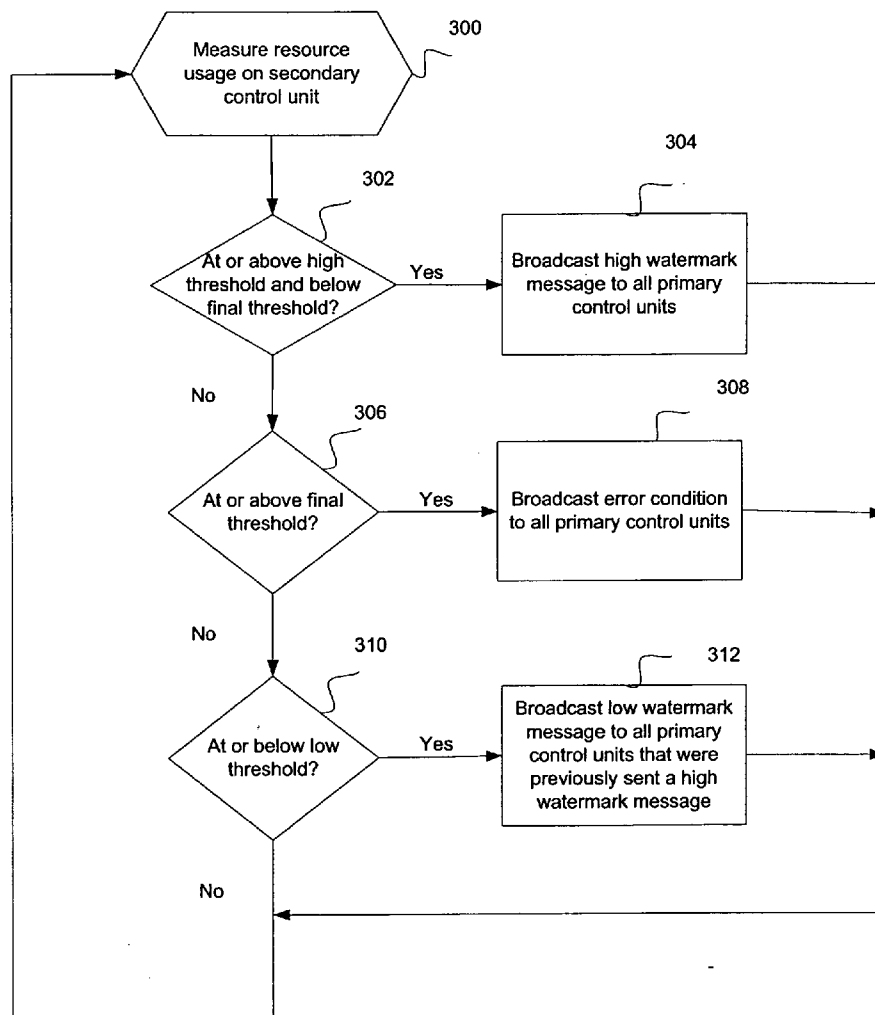 Measure resource
usage on secondary
control unit
300
302
304
At or above high
threshold and below
final threshold?
Yes
Broadcast high watermark
message to all primary
control units
No
306
308
At or above final
threshold?
Yes
Broadcast error condition
to all primary control units
No
310
312
At or below low
threshold?
Yes
Broadcast low watermark
message to all primary
control units that were
previously sent a high
watermark message
No